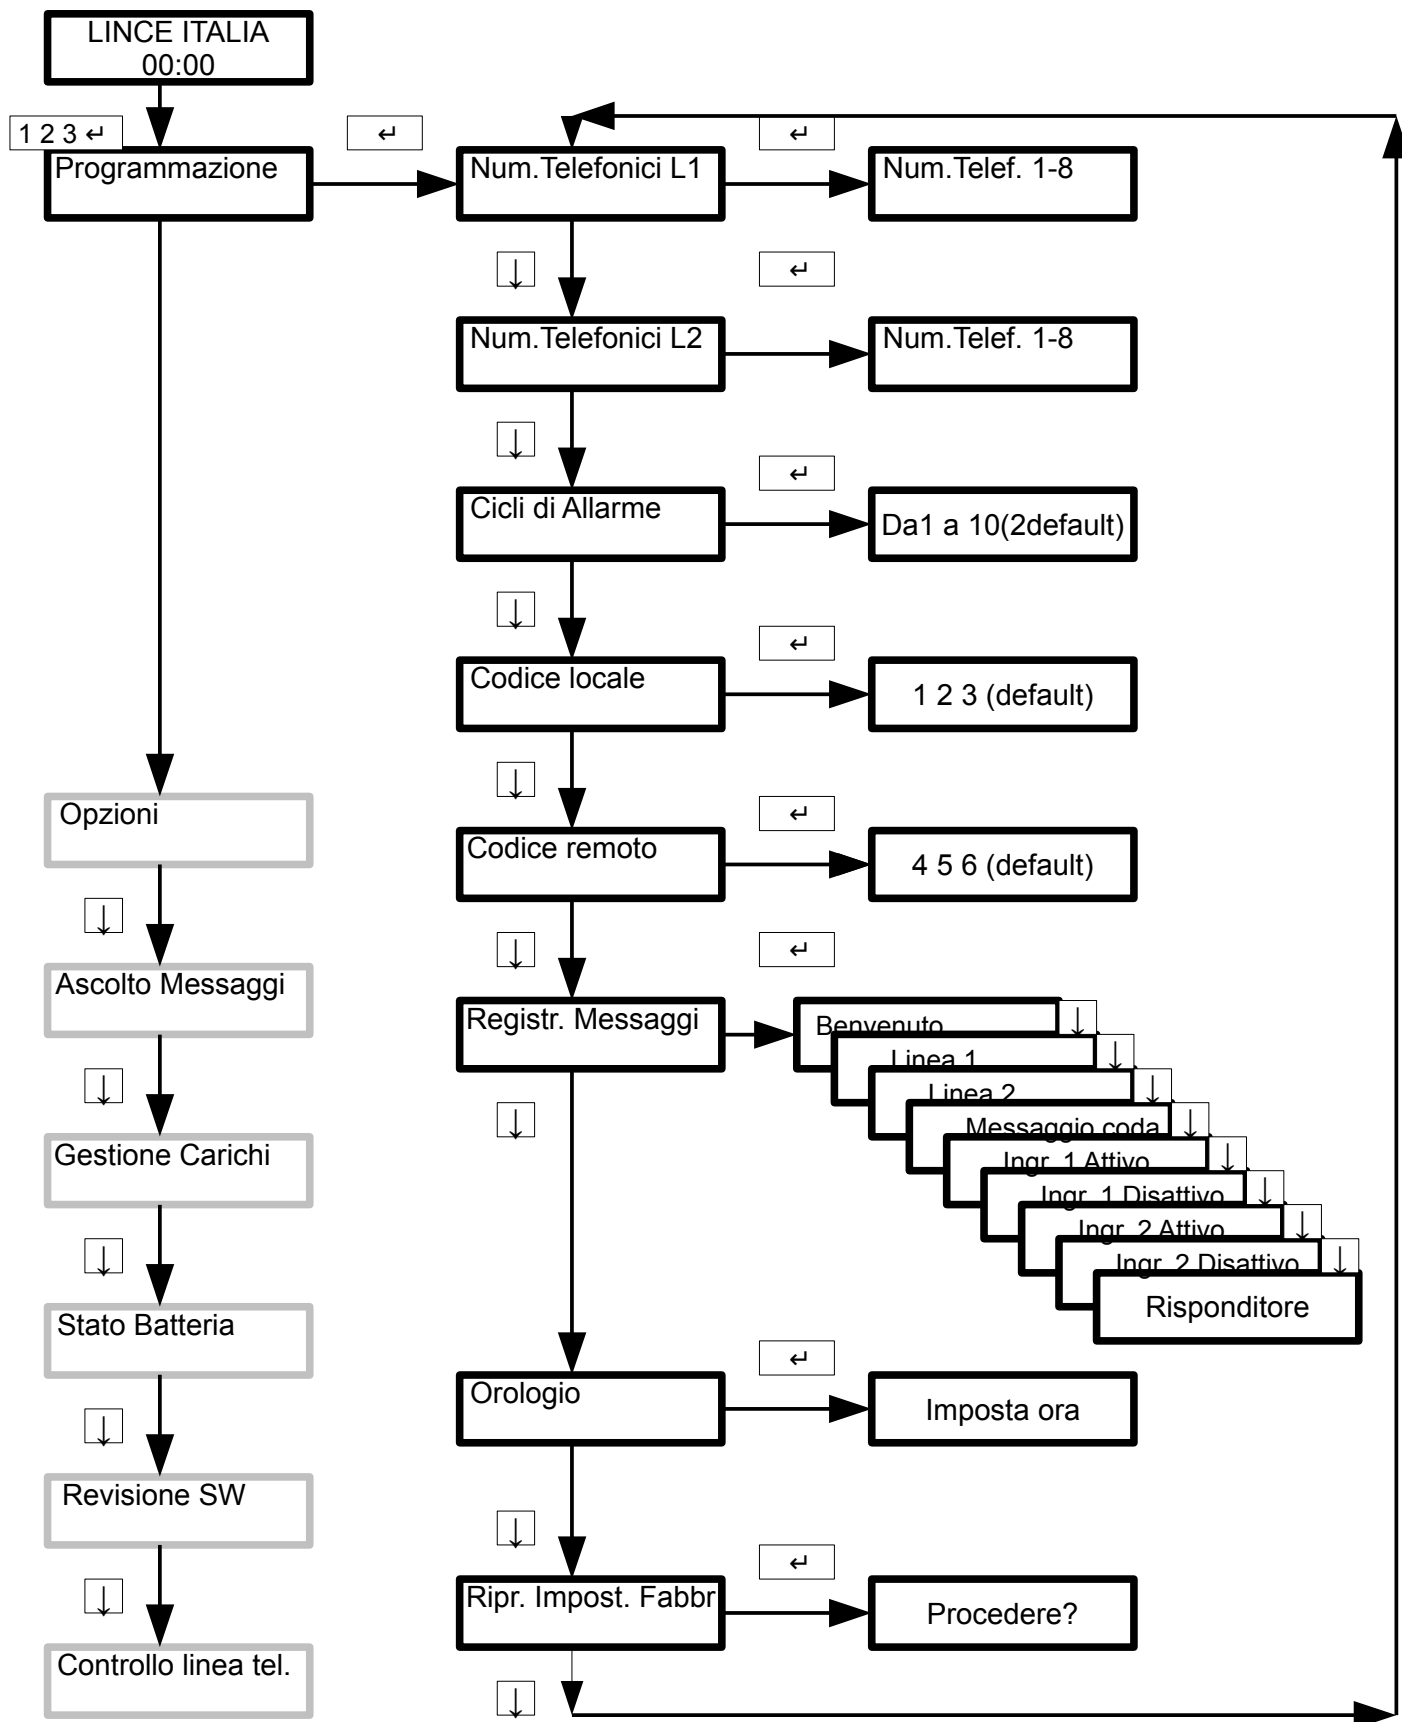 LINCE ITALIA
00:00
1 2 3 ↵
↵
↵
Programmazione
Num.Telefonici L1
Num.Telef. 1-8
↓
↵
Num.Telefonici L2
Num.Telef. 1-8
↓
↵
Cicli di Allarme
Da1 a 10(2default)
↓
↵
Codice locale
1 2 3 (default)
↓
↵
Opzioni
Codice remoto
4 5 6 (default)
↓
↓
↵
Ascolto Messaggi
Registr. Messaggi
Benvenuto
↓
Linea 1
↓
Linea 2
↓
↓
↓
Messaggio coda
↓
Gestione Carichi
Ingr. 1 Attivo
↓
Ingr. 1 Disattivo
↓
Ingr. 2 Attivo
↓
↓
Ingr. 2 Disattivo
↓
Stato Batteria
Risponditore
↵
Orologio
Imposta ora
↓
Revisione SW
↓
↵
Ripr. Impost. Fabbr
Procedere?
↓
Controllo linea tel.
↓